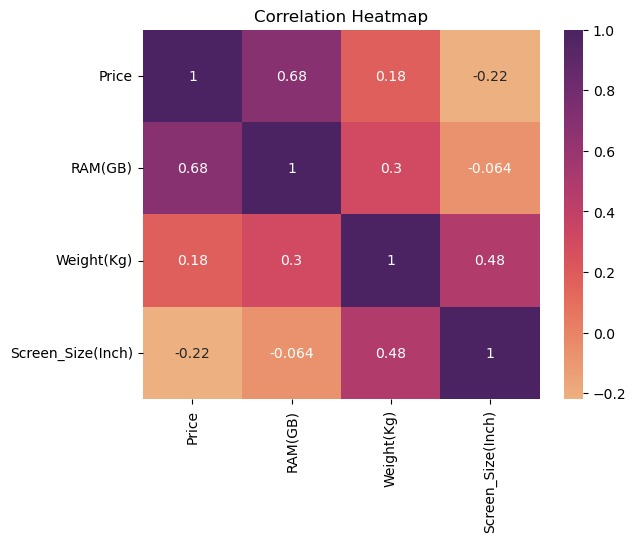 Correlation Heatmap
Price
1
0.68
0.18
-0.22
RAM(GB)
0.68
1
0.3
-0.064
Weight(Kg)
0.18
0.3
1
0.48
Screen_Size(Inch)
-0.22
-0.064
0.48
1
Price
RAM(GB)
Weight(Kg)
Screen_Size(Inch)
1.0
0.8
0.6
0.4
0.2
0.0
−0.2